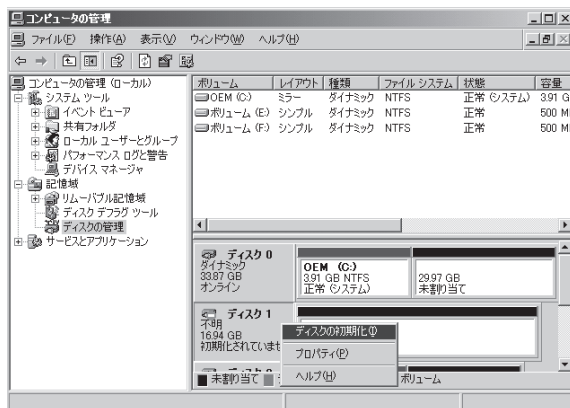 コンピュータの管理
ファイル(F) 操作(A) 表示(V) ウィンドウ(W) ヘルプ(H)
コンピュータの管理 (ローカル)
システム ツール
イベント ビューア
共有フォルダ
ローカル ユーザーとグループ
パフォーマンス ログと警告
デバイス マネージャ
記憶域
リムーバブル記憶域
ディスク デフラグ ツール
ディスクの管理
サービスとアプリケーション
ボリューム レイアウト 種類 ファイル システム 状態 容量
OEM (C:) ミラー ダイナミック NTFS 正常 (システム) 3.91 G
ボリューム (E:) シンプル ダイナミック NTFS 正常 500 M
ボリューム (F:) シンプル ダイナミック NTFS 正常 500 M
ディスク 0
ダイナミック
33.87 GB
オンライン
OEM (C:)
3.91 GB NTFS
正常 (システム)
29.97 GB
未割り当て
ディスク 1
不明
16.94 GB
初期化されていませ
ディスクの初期化(I)
プロパティ(P)
ヘルプ(H)
未割り当て
ボリューム